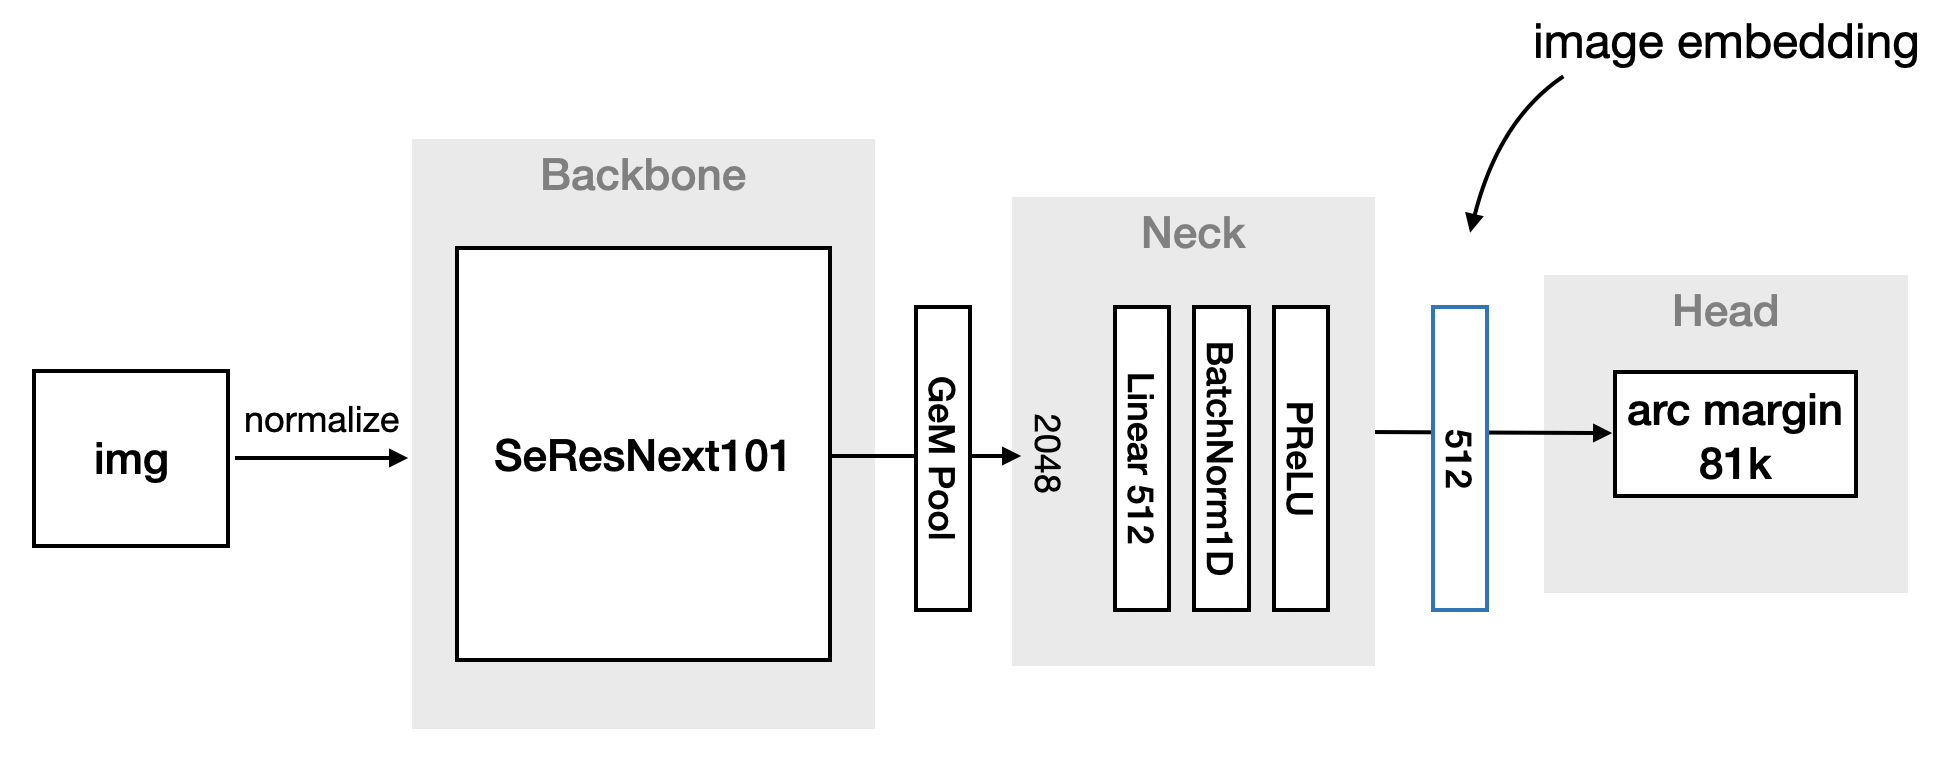 image embedding
Backbone
Neck
Head
img
normalize
SeResNext101
GeM Pool
2048
Linear 512
BatchNorm1D
PReLU
512
arc margin
81k